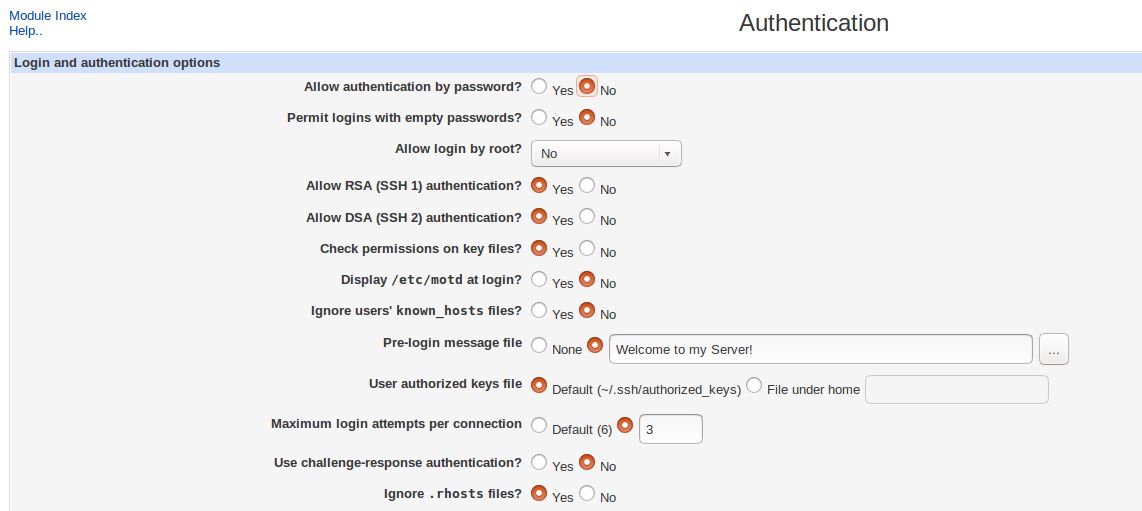 Module Index
Help..
Authentication
Login and authentication options
Allow authentication by password? Yes No
Permit logins with empty passwords? Yes No
Allow login by root? No
Allow RSA (SSH 1) authentication? Yes No
Allow DSA (SSH 2) authentication? Yes No
Check permissions on key files? Yes No
Display /etc/motd at login? Yes No
Ignore users' known_hosts files? Yes No
Pre-login message file None Welcome to my Server! ...
User authorized keys file Default (~/.ssh/authorized_keys) File under home
Maximum login attempts per connection Default (6) 3
Use challenge-response authentication? Yes No
Ignore .rhosts files? Yes No